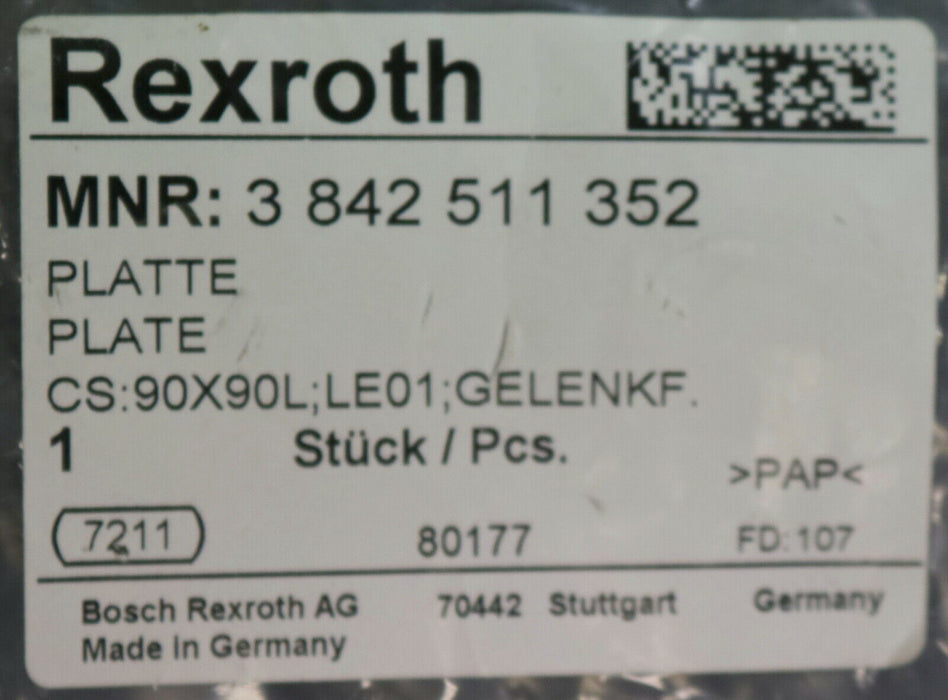 Rexroth
MNR: 3 842 511 352
PLATTE
PLATE
CS:90X90L;LE01;GELENKF.
1 Stück / Pcs.
>PAP<
7211 80177 FD:107
Bosch Rexroth AG 70442 Stuttgart Germany
Made in Germany